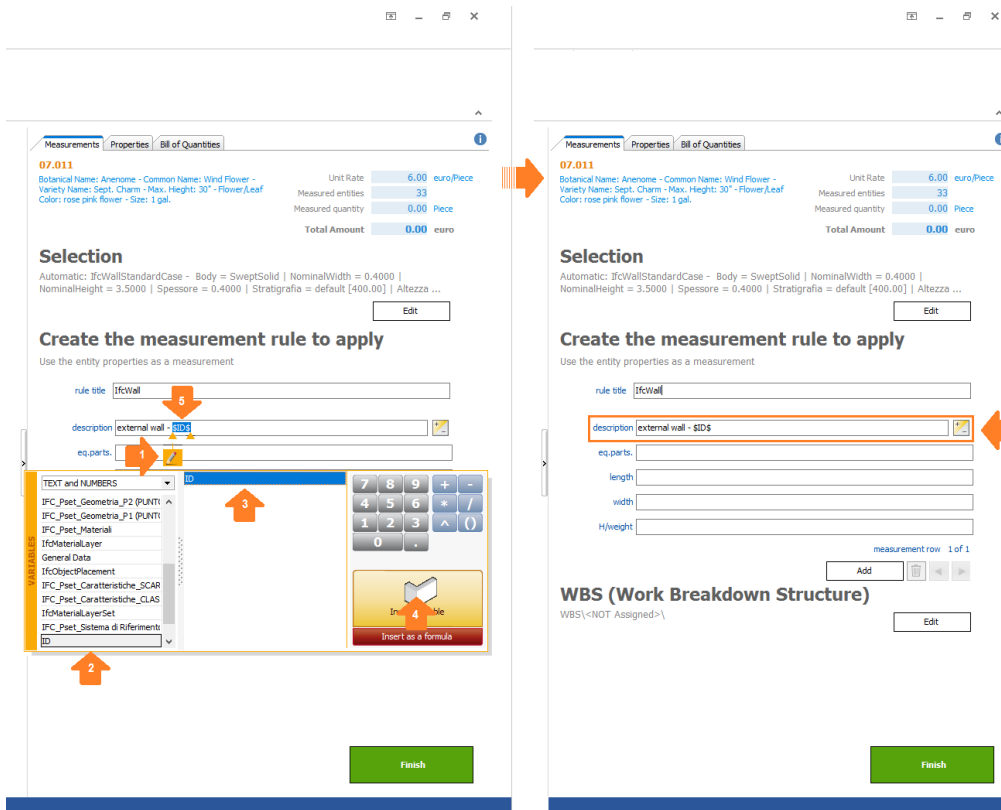 Measurements Properties Bill of Quantities
07.011
Botanical Name: Anenome - Common Name: Wind Flower -
Variety Name: Sept. Charm - Max. Hieght: 30" - Flower/Leaf
Color: rose pink flower - Size: 1 gal.
Unit Rate 6.00 euro/Piece
Measured entities 33
Measured quantity 0.00 Piece
Total Amount 0.00 euro
Selection
Automatic: IfcWallStandardCase - Body = SweptSolid | NominalWidth = 0.4000 |
NominalHeight = 3.5000 | Spessore = 0.4000 | Stratigrafia = default [400.00] | Altezza ...
Edit
Create the measurement rule to apply
Use the entity properties as a measurement
rule title IfcWall
5
description external wall - $ID$
eq.parts.
1
VARIABLES
TEXT and NUMBERS
IFC_Pset_Geometria_P2 (PUNT
IFC_Pset_Geometria_P1 (PUNT
IFC_Pset_Materiali
IfcMaterialLayer
General Data
IfcObjectPlacement
IFC_Pset_Caratteristiche_SCAR
IFC_Pset_Caratteristiche_CLAS
IfcMaterialLayerSet
IFC_Pset_Sistema di Riferiment
ID
2
ID
3
7 8 9 + -
4 5 6 * /
1 2 3 ^ ()
0 .
4
Insert as a formula
Finish
Measurements Properties Bill of Quantities
07.011
Botanical Name: Anenome - Common Name: Wind Flower -
Variety Name: Sept. Charm - Max. Hieght: 30" - Flower/Leaf
Color: rose pink flower - Size: 1 gal.
Unit Rate 6.00 euro/Piece
Measured entities 33
Measured quantity 0.00 Piece
Total Amount 0.00 euro
Selection
Automatic: IfcWallStandardCase - Body = SweptSolid | NominalWidth = 0.4000 |
NominalHeight = 3.5000 | Spessore = 0.4000 | Stratigrafia = default [400.00] | Altezza ...
Edit
Create the measurement rule to apply
Use the entity properties as a measurement
rule title IfcWall
description external wall - $ID$
eq.parts.
length
width
H/weight
measurement row 1 of 1
Add
WBS (Work Breakdown Structure)
WBS\<NOT Assigned>\
Edit
Finish